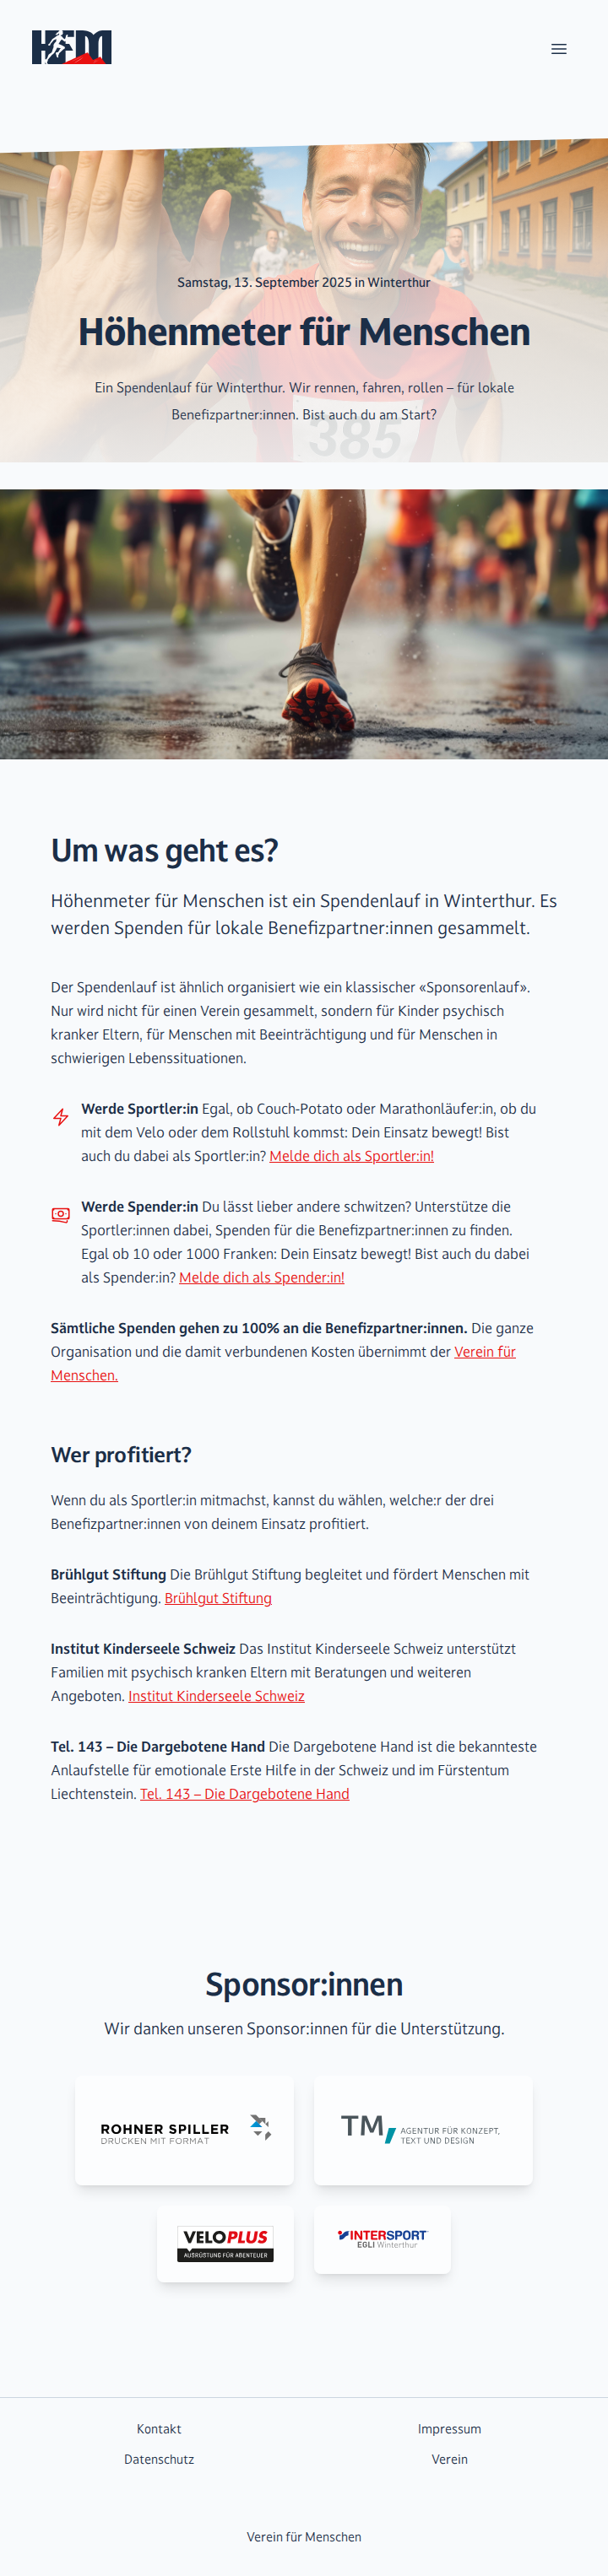 HFM
Samstag, 13. September 2025 in Winterthur
Höhenmeter für Menschen
Ein Spendenlauf für Winterthur. Wir rennen, fahren, rollen – für lokale
Benefizpartner:innen. Bist auch du am Start?
385
Um was geht es?
Höhenmeter für Menschen ist ein Spendenlauf in Winterthur. Es
werden Spenden für lokale Benefizpartner:innen gesammelt.
Der Spendenlauf ist ähnlich organisiert wie ein klassischer «Sponsorenlauf».
Nur wird nicht für einen Verein gesammelt, sondern für Kinder psychisch
kranker Eltern, für Menschen mit Beeinträchtigung und für Menschen in
schwierigen Lebenssituationen.
Werde Sportler:in Egal, ob Couch-Potato oder Marathonläufer:in, ob du
mit dem Velo oder dem Rollstuhl kommst: Dein Einsatz bewegt! Bist
auch du dabei als Sportler:in? Melde dich als Sportler:in!
Werde Spender:in Du lässt lieber andere schwitzen? Unterstütze die
Sportler:innen dabei, Spenden für die Benefizpartner:innen zu finden.
Egal ob 10 oder 1000 Franken: Dein Einsatz bewegt! Bist auch du dabei
als Spender:in? Melde dich als Spender:in!
Sämtliche Spenden gehen zu 100% an die Benefizpartner:innen. Die ganze
Organisation und die damit verbundenen Kosten übernimmt der Verein für
Menschen.
Wer profitiert?
Wenn du als Sportler:in mitmachst, kannst du wählen, welche:r der drei
Benefizpartner:innen von deinem Einsatz profitiert.
Brühlgut Stiftung Die Brühlgut Stiftung begleitet und fördert Menschen mit
Beeinträchtigung. Brühlgut Stiftung
Institut Kinderseele Schweiz Das Institut Kinderseele Schweiz unterstützt
Familien mit psychisch kranken Eltern mit Beratungen und weiteren
Angeboten. Institut Kinderseele Schweiz
Tel. 143 – Die Dargebotene Hand Die Dargebotene Hand ist die bekannteste
Anlaufstelle für emotionale Erste Hilfe in der Schweiz und im Fürstentum
Liechtenstein. Tel. 143 – Die Dargebotene Hand
Sponsor:innen
Wir danken unseren Sponsor:innen für die Unterstützung.
ROHNER SPILLER
DRUCKEN MIT FORMAT
TM
AGENTUR FÜR KONZEPT,
TEXT UND DESIGN
VELOPLUS
AUSRÜSTUNG FÜR ABENTEUER
INTERSPORT
EGLI Winterthur
Kontakt
Impressum
Datenschutz
Verein
Verein für Menschen